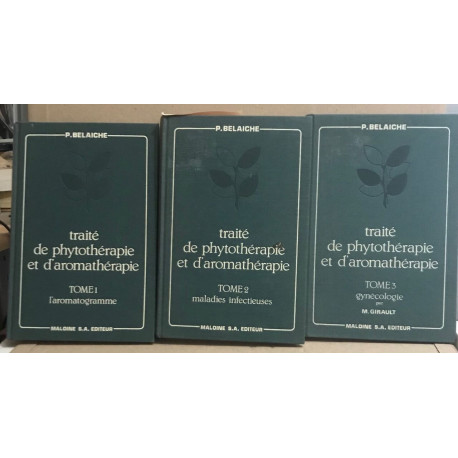 P. BELAICHE
traité
de phytothérapie
et d'aromathérapie
TOME 1
l'aromatogramme
MALOINE S.A. EDITEUR
P. BELAICHE
traité
de phytothérapie
et d'aromathérapie
TOME 2
maladies infectieuses
MALOINE S.A. EDITEUR
P. BELAICHE
traité
de phytothérapie
et d'aromathérapie
TOME 3
gynécologie
par
M. GIRAULT
MALOINE S.A. EDITEUR